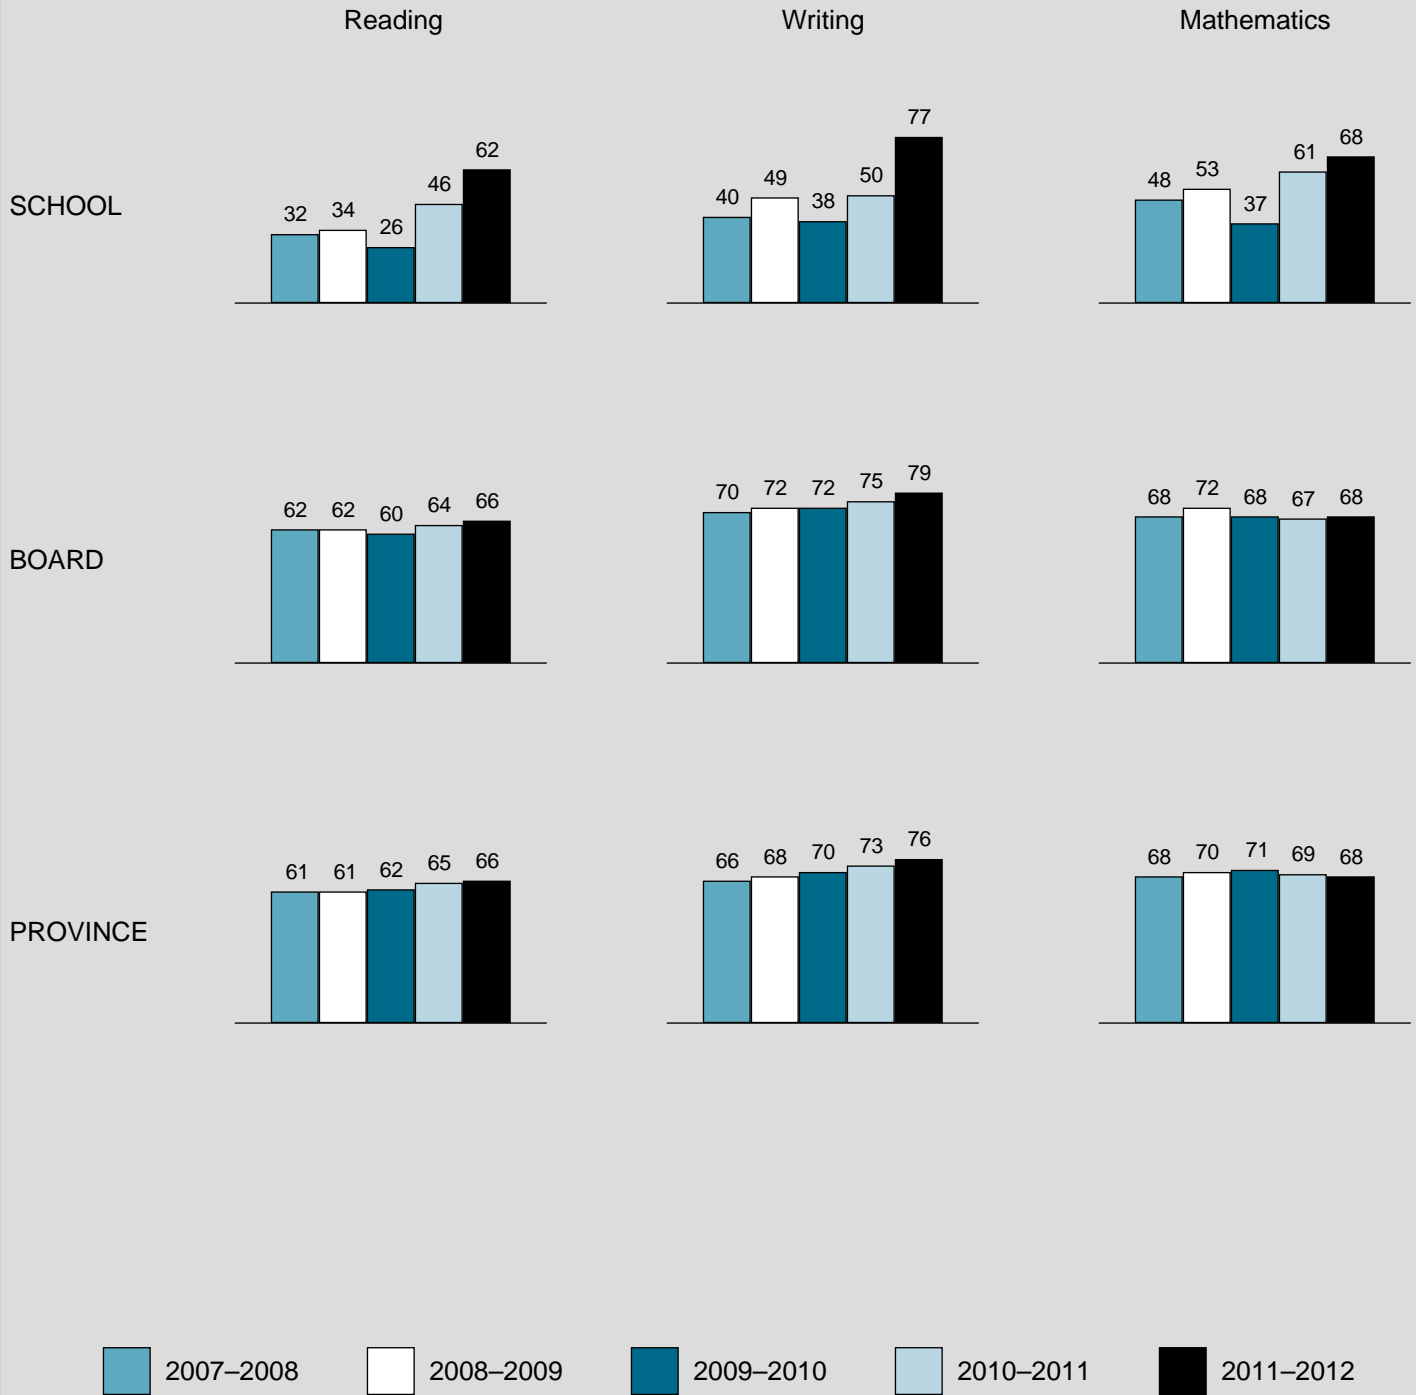 Reading Writing Mathematics
SCHOOL
32 34 26 46 62
40 49 38 50 77
48 53 37 61 68
BOARD
62 62 60 64 66
70 72 72 75 79
68 72 68 67 68
PROVINCE
61 61 62 65 66
66 68 70 73 76
68 70 71 69 68
2007–2008 2008–2009 2009–2010 2010–2011 2011–2012